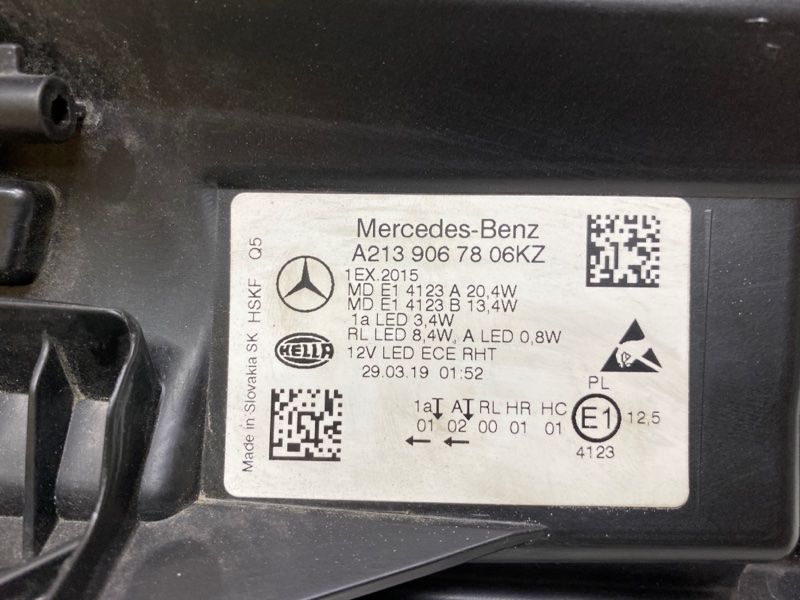 Mercedes-Benz
A213 906 78 06KZ
1EX.2015
MD E1 4123 A 20,4W
MD E1 4123 B 13,4W
1a LED 3,4W
RL LED 8,4W, A LED 0,8W
12V LED ECE RHT
29.03.19 01:52
HELLA
Made in Slovakia SK HSKF Q5
1a A RL HR HC
01 02 00 01 01
PL
E1
12,5
4123